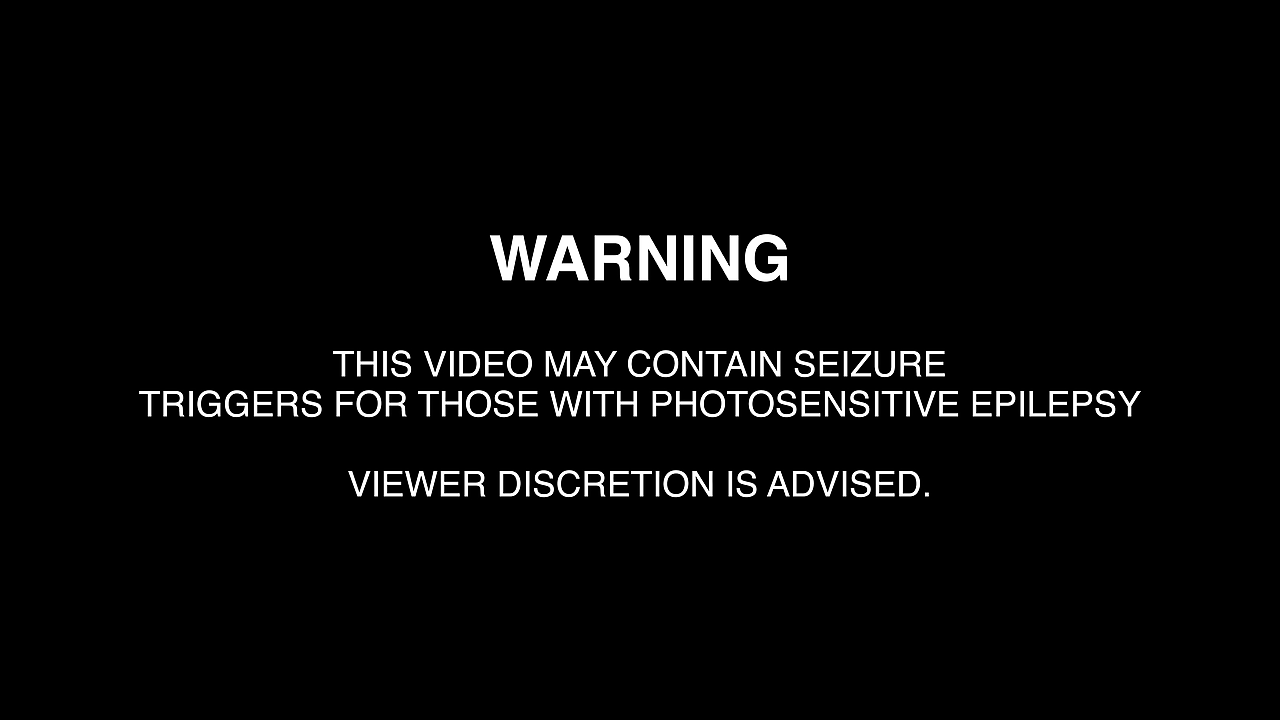 WARNING
THIS VIDEO MAY CONTAIN SEIZURE
TRIGGERS FOR THOSE WITH PHOTOSENSITIVE EPILEPSY
VIEWER DISCRETION IS ADVISED.